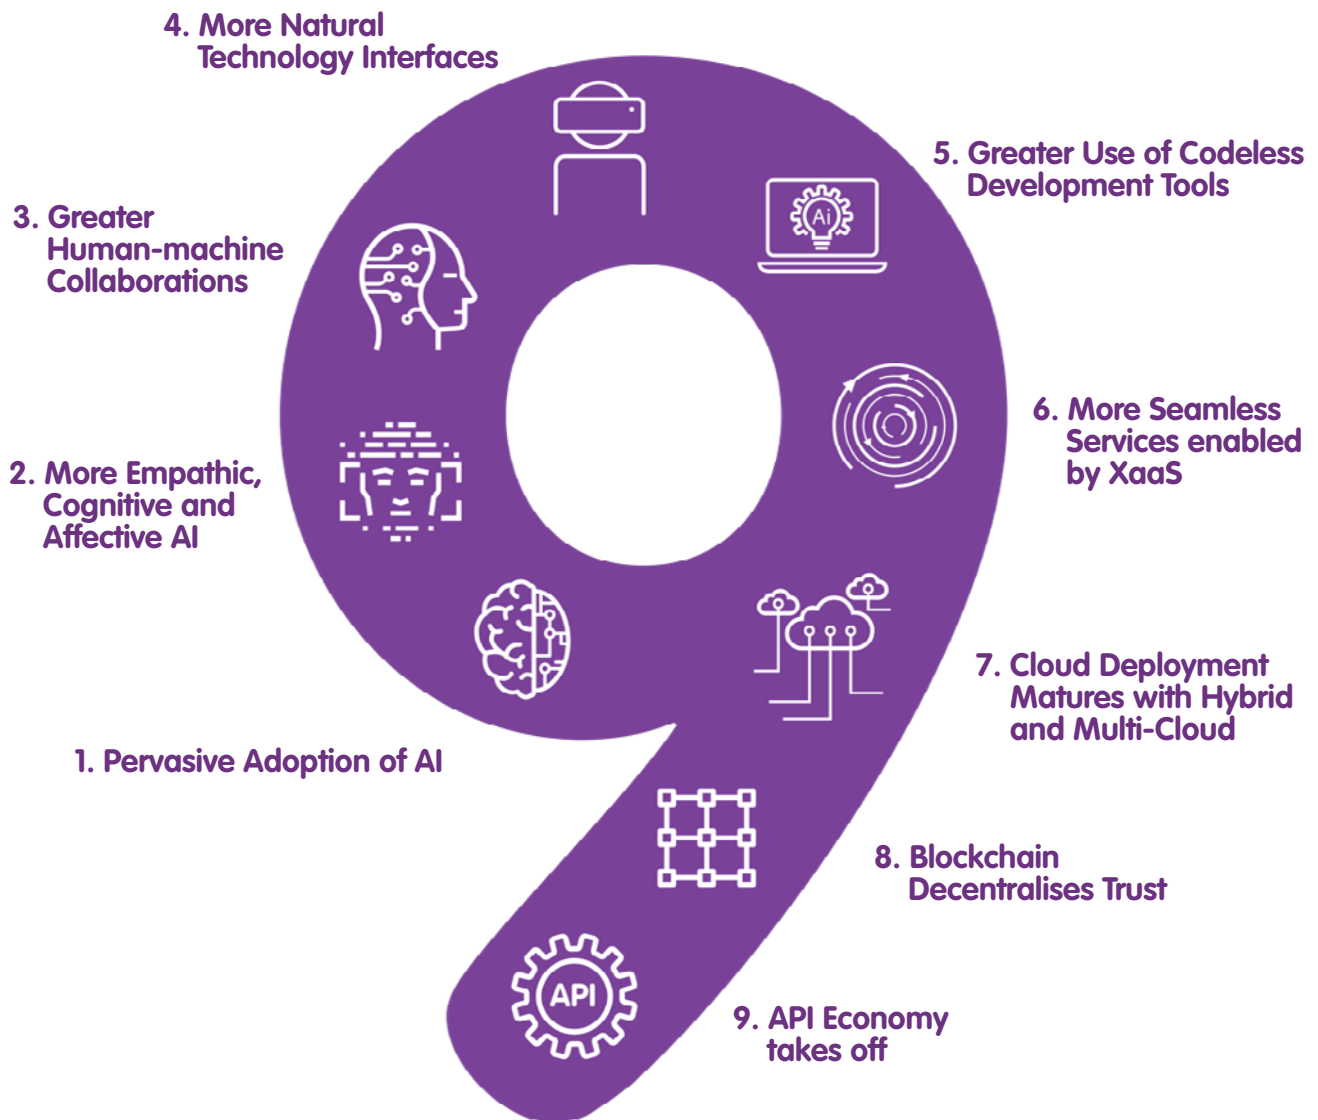 4. More Natural
Technology Interfaces
5. Greater Use of Codeless
Development Tools
3. Greater
Human-machine
Collaborations
Ai
6. More Seamless
Services enabled
by XaaS
2. More Empathic,
Cognitive and
Affective AI
7. Cloud Deployment
Matures with Hybrid
and Multi-Cloud
1. Pervasive Adoption of AI
8. Blockchain
Decentralises Trust
API
9. API Economy
takes off